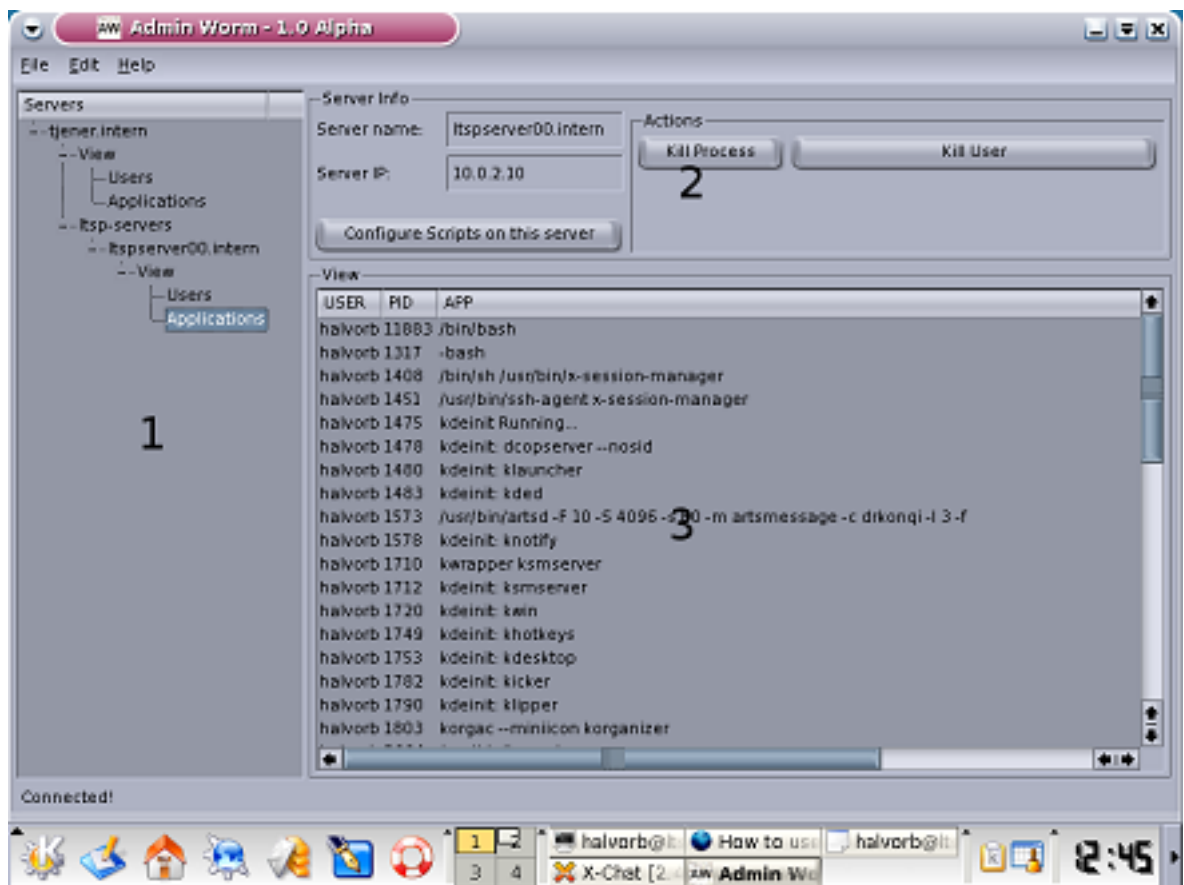 AW Admin Worm - 1.0 Alpha
File Edit Help
Servers
tjener.intern
View
Users
Applications
ltsp-servers
ltspserver00.intern
View
Users
Applications
1
Server Info
Server name: ltspserver00.intern
Server IP: 10.0.2.10
Configure Scripts on this server
Actions
Kill Process Kill User
2
View
USER PID APP
halvorb 11883 /bin/bash
halvorb 1317 -bash
halvorb 1408 /bin/sh /usr/bin/x-session-manager
halvorb 1451 /usr/bin/ssh-agent x-session-manager
halvorb 1475 kdeinit Running...
halvorb 1478 kdeinit: dcopserver --nosid
halvorb 1480 kdeinit: klauncher
halvorb 1483 kdeinit: kded
halvorb 1573 /usr/bin/artsd -F 10 -S 4096 -m artsmessage -c drkonqi -l 3 -f
3
halvorb 1578 kdeinit: knotify
halvorb 1710 kwrapper ksmserver
halvorb 1712 kdeinit: ksmserver
halvorb 1720 kdeinit: kwin
halvorb 1749 kdeinit: khotkeys
halvorb 1753 kdeinit: kdesktop
halvorb 1782 kdeinit: kicker
halvorb 1790 kdeinit: klipper
halvorb 1803 korgac --miniicon korganizer
Connected!
1 2
3 4
halvorb@lt How to us halvorb@lt
X-Chat [2. AW Admin Wo
12:45